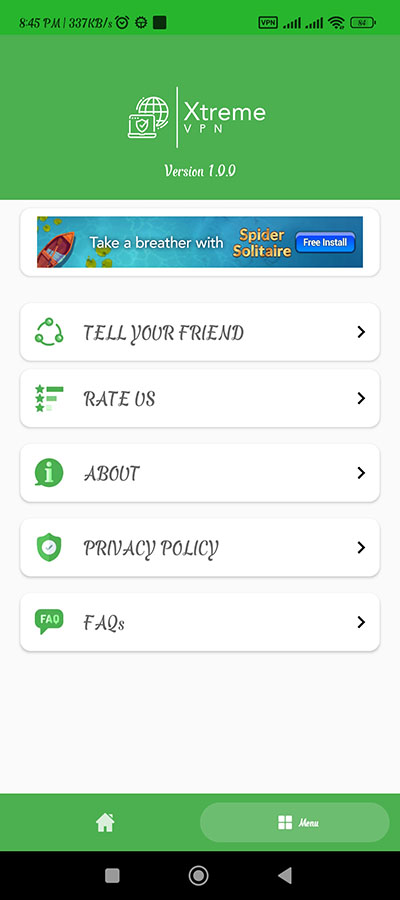 8:45 PM | 337KB/s VPN 84
Xtreme
VPN
Version 1.0.0
Take a breather with Spider Solitaire Free Install
TELL YOUR FRIEND
RATE US
i ABOUT
PRIVACY POLICY
FAQ FAQs
Menu